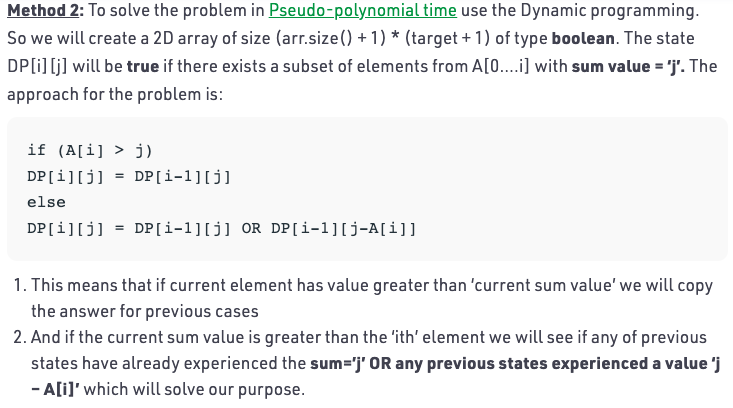 Method 2: To solve the problem in Pseudo-polynomial time use the Dynamic programming.
So we will create a 2D array of size (arr.size() + 1) * (target + 1) of type boolean. The state
DP[i][j] will be true if there exists a subset of elements from A[0....i] with sum value = 'j'. The
approach for the problem is:
if (A[i] > j)
DP[i][j] = DP[i-1][j]
else
DP[i][j] = DP[i-1][j] OR DP[i-1][j-A[i]]
1. This means that if current element has value greater than 'current sum value' we will copy
the answer for previous cases
2. And if the current sum value is greater than the 'ith' element we will see if any of previous
states have already experienced the sum='j' OR any previous states experienced a value 'j
– A[i]' which will solve our purpose.